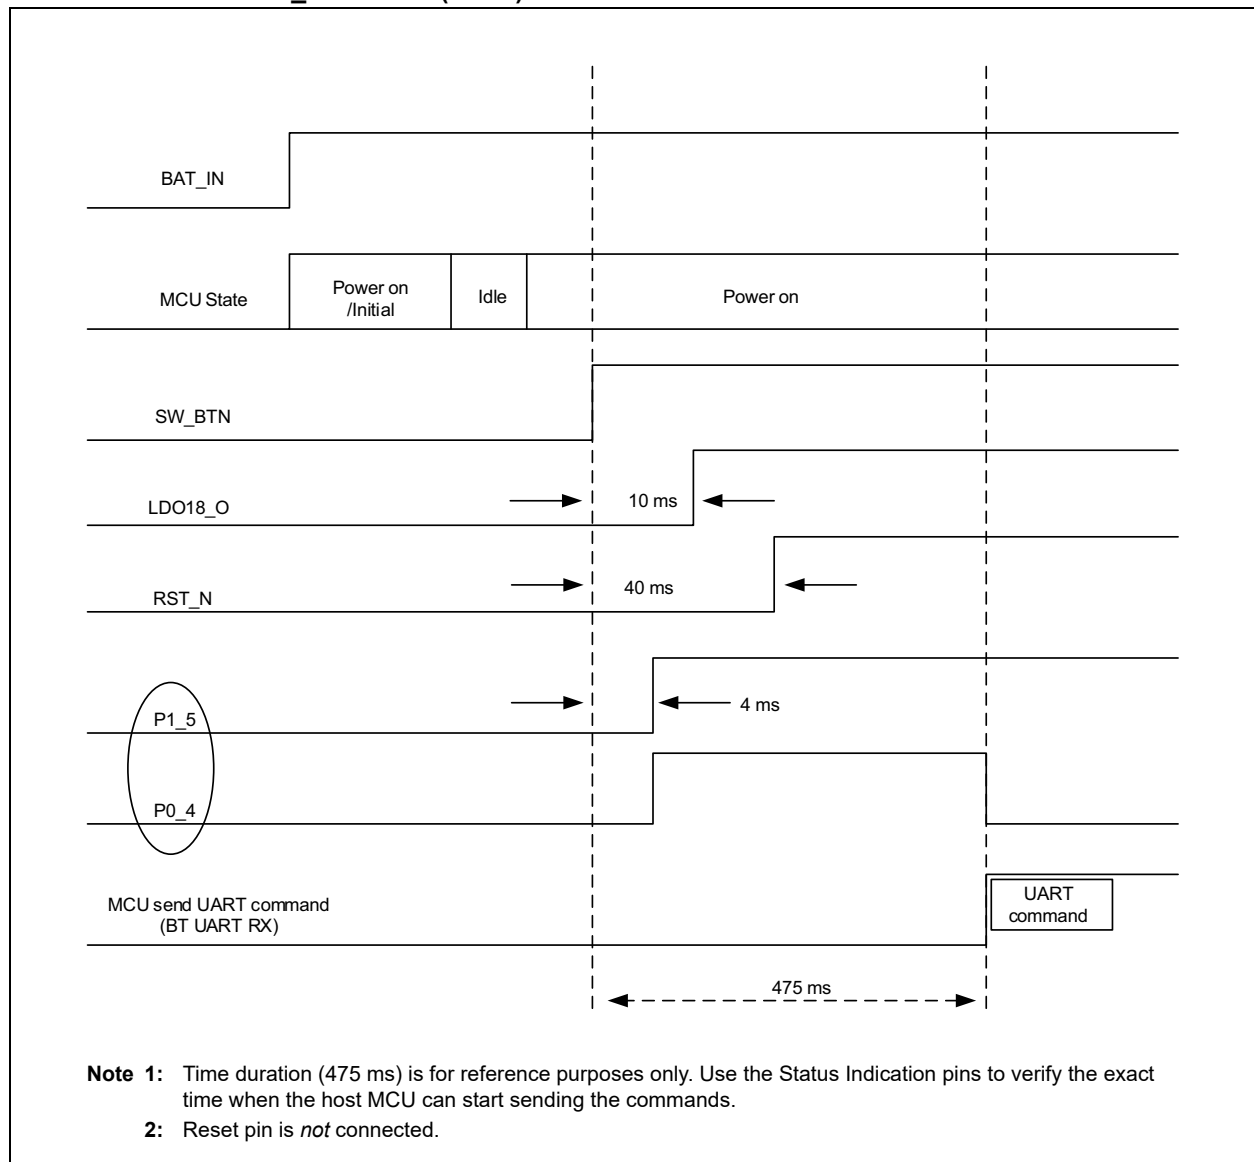 BAT_IN
MCU State
Power on
/Initial
Idle
Power on
SW_BTN
LDO18_O
10 ms
RST_N
40 ms
P1_5
4 ms
P0_4
MCU send UART command
(BT UART RX)
UART
command
475 ms
Note 1: Time duration (475 ms) is for reference purposes only. Use the Status Indication pins to verify the exact
time when the host MCU can start sending the commands.
2: Reset pin is not connected.